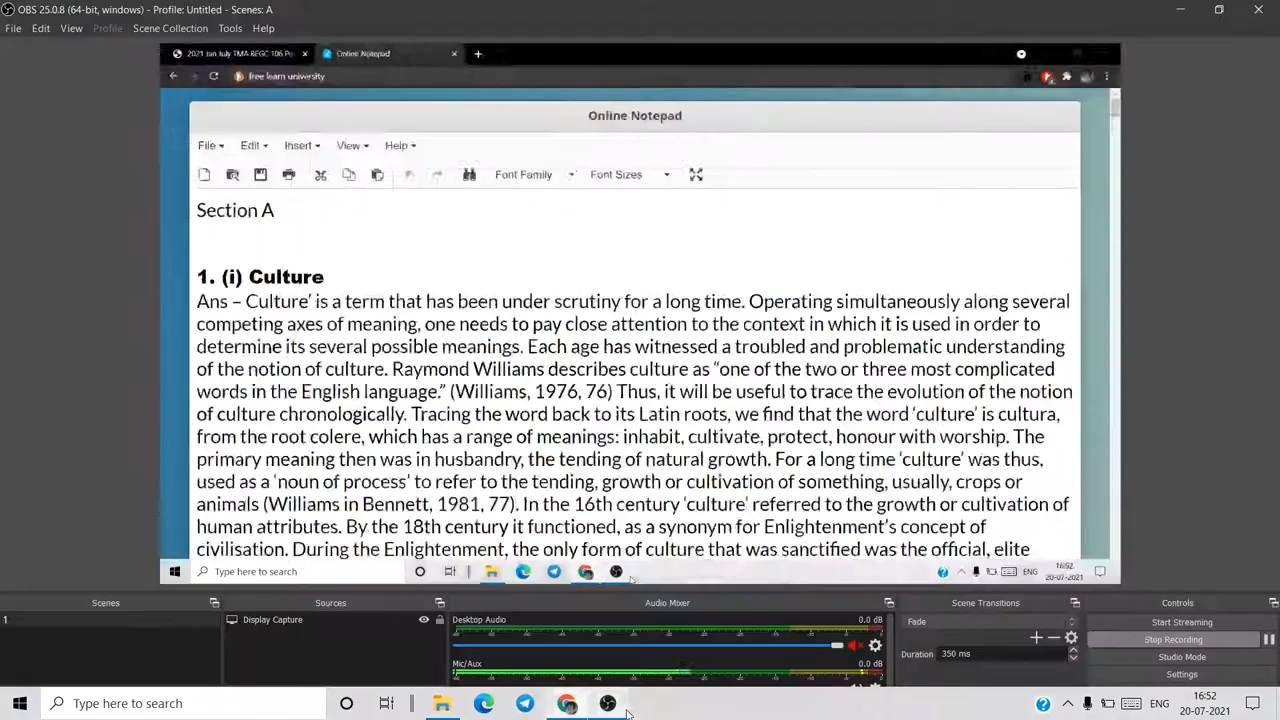 OBS 25.0.8 (64-bit, windows) - Profile: Untitled - Scenes: A
File Edit View Profile Scene Collection Tools Help
2021 Jan July TMA BEGC 106 Po
Online Notepad
free learn university
Online Notepad
File Edit Insert View Help
Font Family Font Sizes
Section A
1. (i) Culture
Ans – Culture’ is a term that has been under scrutiny for a long time. Operating simultaneously along several
competing axes of meaning, one needs to pay close attention to the context in which it is used in order to
determine its several possible meanings. Each age has witnessed a troubled and problematic understanding
of the notion of culture. Raymond Williams describes culture as “one of the two or three most complicated
words in the English language.” (Williams, 1976, 76) Thus, it will be useful to trace the evolution of the notion
of culture chronologically. Tracing the word back to its Latin roots, we find that the word ‘culture’ is cultura,
from the root colere, which has a range of meanings: inhabit, cultivate, protect, honour with worship. The
primary meaning then was in husbandry, the tending of natural growth. For a long time ‘culture’ was thus,
used as a ‘noun of process’ to refer to the tending, growth or cultivation of something, usually, crops or
animals (Williams in Bennett, 1981, 77). In the 16th century ‘culture’ referred to the growth or cultivation of
human attributes. By the 18th century it functioned, as a synonym for Enlightenment’s concept of
civilisation. During the Enlightenment, the only form of culture that was sanctified was the official, elite
Type here to search
ENG
16:52
20-07-2021
Scenes
Sources
Audio Mixer
Scene Transitions
Controls
1
Display Capture
Desktop Audio 0.0 dB
Mic/Aux 0.0 dB
Fade
Duration 350 ms
Start Streaming
Stop Recording
Studio Mode
Settings
Type here to search
ENG
16:52
20-07-2021